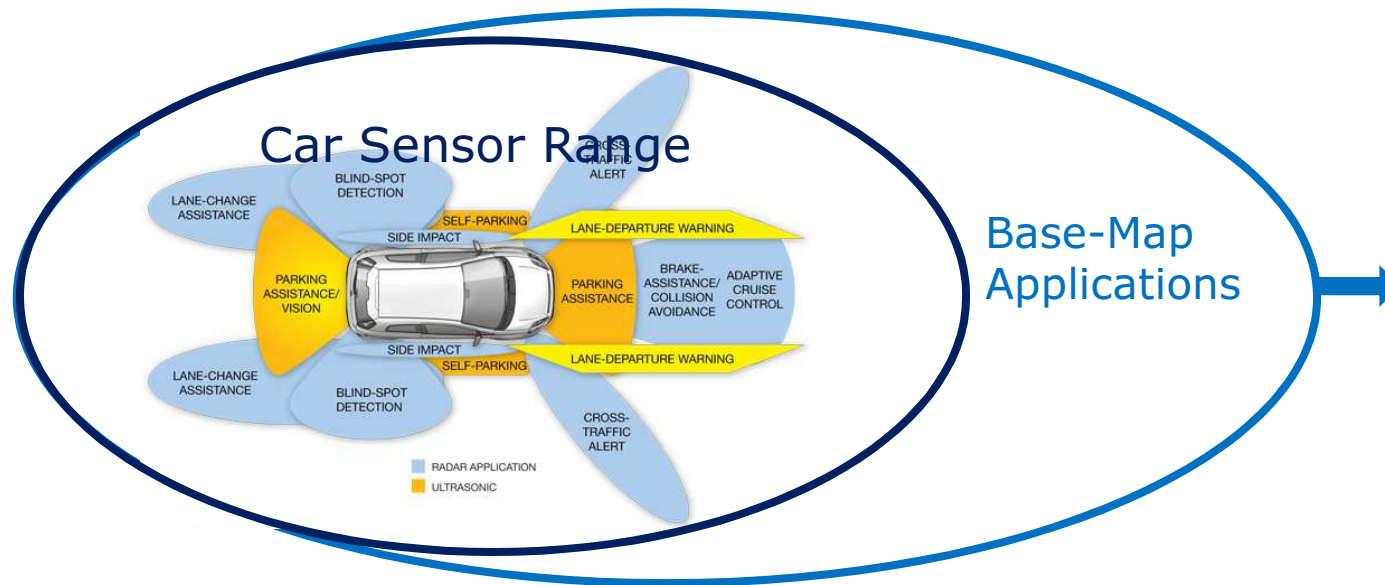 Car Sensor Range
CROSS-
TRAFFIC
ALERT
BLIND-SPOT
DETECTION
LANE-CHANGE
ASSISTANCE
SELF-PARKING
LANE-DEPARTURE WARNING
SIDE IMPACT
Base-Map
Applications
PARKING
ASSISTANCE/
VISION
PARKING
ASSISTANCE
BRAKE-
ASSISTANCE/
COLLISION
AVOIDANCE
ADAPTIVE
CRUISE
CONTROL
SIDE IMPACT
LANE-DEPARTURE WARNING
SELF-PARKING
LANE-CHANGE
ASSISTANCE
BLIND-SPOT
DETECTION
CROSS-
TRAFFIC
ALERT
RADAR APPLICATION
ULTRASONIC